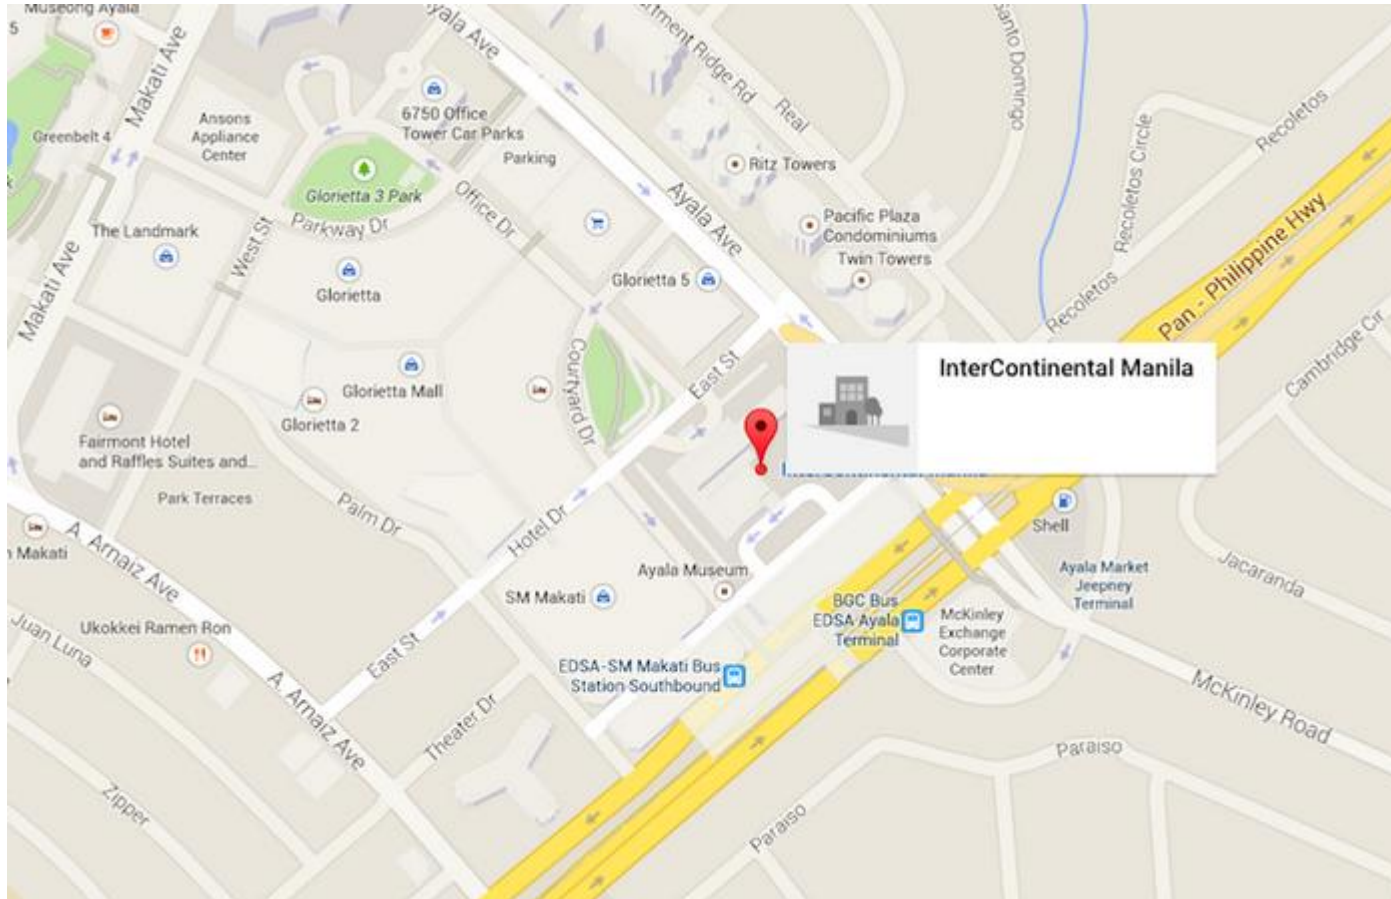 Museong Ayala
5
Makati Ave
Ayala Ave
Ridge Rd
Real
Santo Domingo
Recoletos
Recoletos Circle
Greenbelt 4
Ansons
Appliance
Center
6750 Office
Tower Car Parks
Parking
Ritz Towers
Glorietta 3 Park
Office Dr
Ayala Ave
Pacific Plaza
Condominiums
Twin Towers
Pan - Philippine Hwy
The Landmark
West St
Parkway Dr
Glorietta
Glorietta 5
Recoletos
Cambridge Cir
Makati Ave
Courtyard Dr
East St
InterContinental Manila
Glorietta Mall
Glorietta 2
Fairmont Hotel
and Raffles Suites and...
Park Terraces
Palm Dr
Hotel Dr
Shell
A. Arnaiz Ave
Makati
Ayala Museum
Ayala Market
Jeepney
Terminal
Jacaranda
SM Makati
BGC Bus
EDSA Ayala
Terminal
McKinley
Exchange
Corporate
Center
Juan Luna
Ukokkei Ramen Ron
East St
EDSA-SM Makati Bus
Station Southbound
McKinley Road
A. Arnaiz Ave
Theater Dr
Paraiso
Zipper
Paraiso